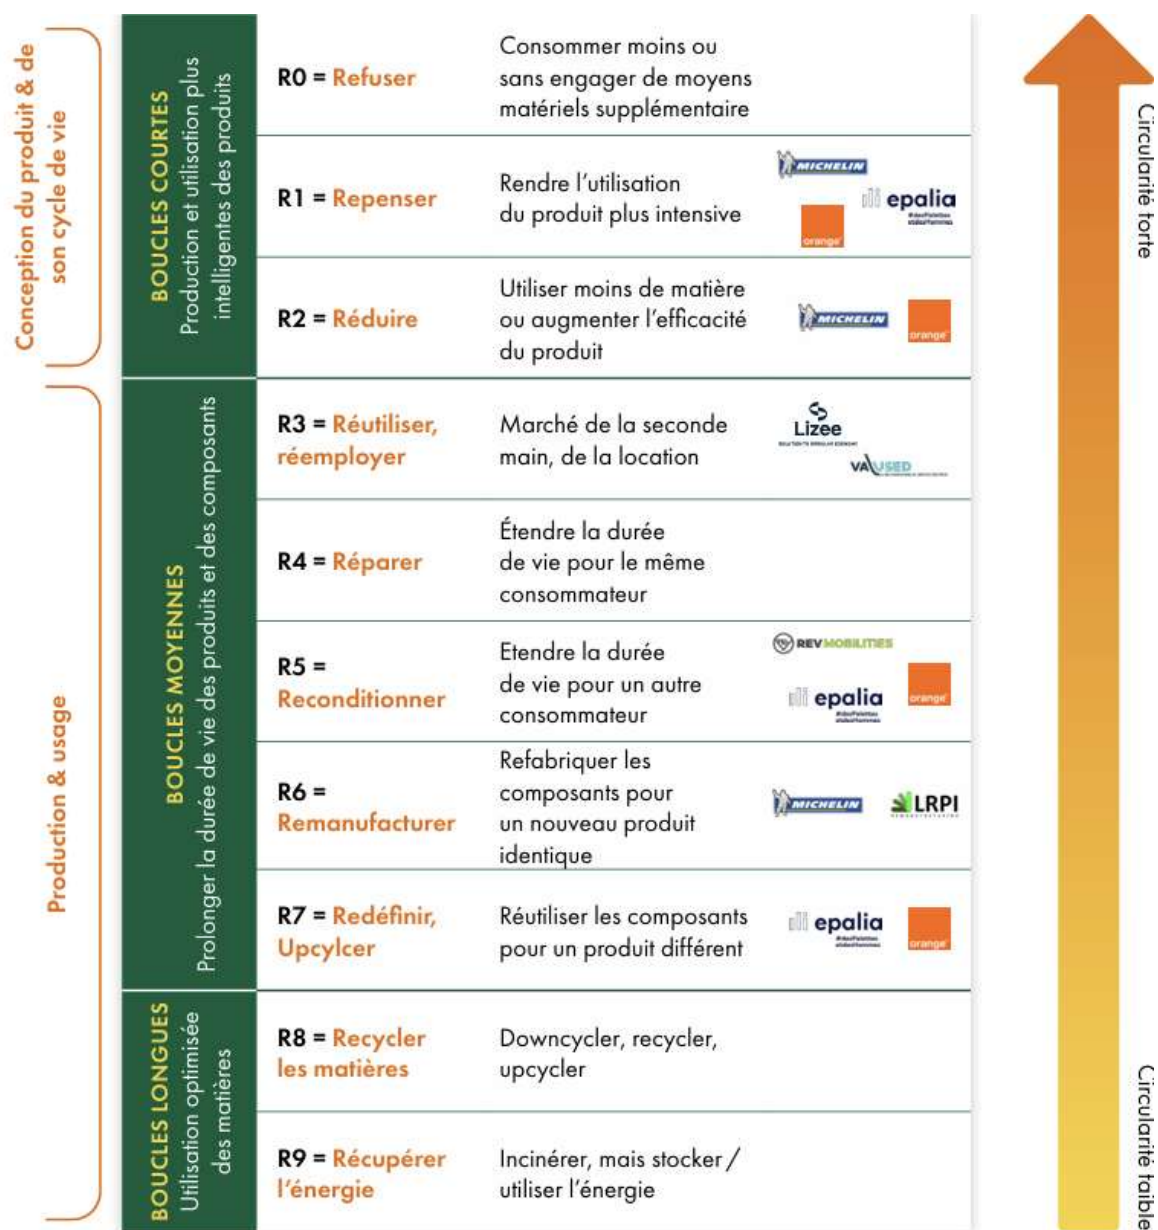 Conception du produit & de
son cycle de vie
BOUCLES COURTES
Production et utilisation plus
intelligentes des produits
R0 = Refuser
Consommer moins ou
sans engager de moyens
matériels supplémentaire
R1 = Repenser
Rendre l'utilisation
du produit plus intensive
MICHELIN
epalia
orange
R2 = Réduire
Utiliser moins de matière
ou augmenter l'efficacité
du produit
MICHELIN
orange
Circularité forte
Production & usage
BOUCLES MOYENNES
Prolonger la durée de vie des produits et des composants
R3 = Réutiliser,
réemployer
Marché de la seconde
main, de la location
Lizee
VALUSED
R4 = Réparer
Étendre la durée
de vie pour le même
consommateur
R5 =
Reconditionner
Etendre la durée
de vie pour un autre
consommateur
REVMOBILITIES
epalia
orange
R6 =
Remanufacturer
Refabriquer les
composants pour
un nouveau produit
identique
MICHELIN
LRPI
R7 = Redéfinir,
Upcylcer
Réutiliser les composants
pour un produit différent
epalia
orange
BOUCLES LONGUES
Utilisation optimisée
des matières
R8 = Recycler
les matières
Downcycler, recycler,
upcycler
R9 = Récupérer
l'énergie
Incinérer, mais stocker /
utiliser l'énergie
Circularité faible